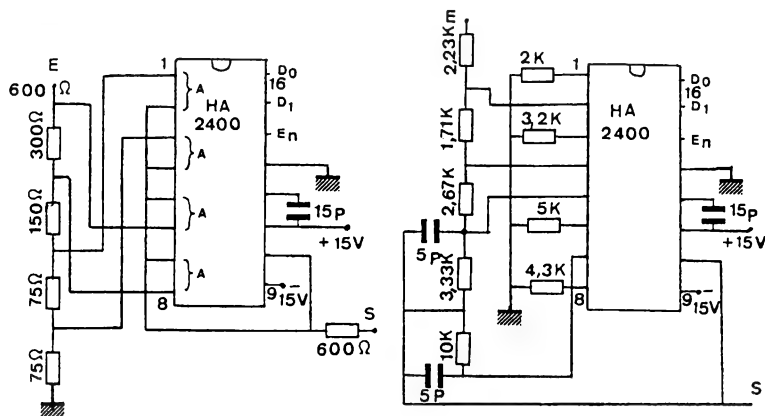 E
600 Ω
300Ω
150Ω
75Ω
75Ω
1
A
A
A
A
8
HA
2400
D0
16
D1
En
15P
+15V
9
-
15V
S
600Ω
E
2,23K
1,71K
2,67K
3,33K
10K
5P
5P
2K
3,2K
5K
4,3K
1
8
HA
2400
D0
16
D1
En
15P
+15V
9
-
15V
S